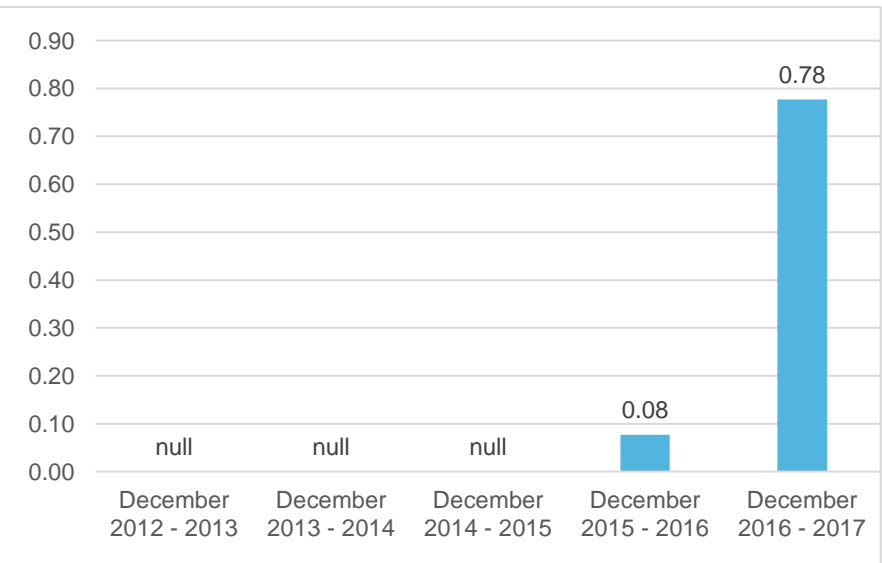 0.90
0.80
0.70
0.60
0.50
0.40
0.30
0.20
0.10
0.00
null
null
null
0.08
0.78
December
2012 - 2013
December
2013 - 2014
December
2014 - 2015
December
2015 - 2016
December
2016 - 2017